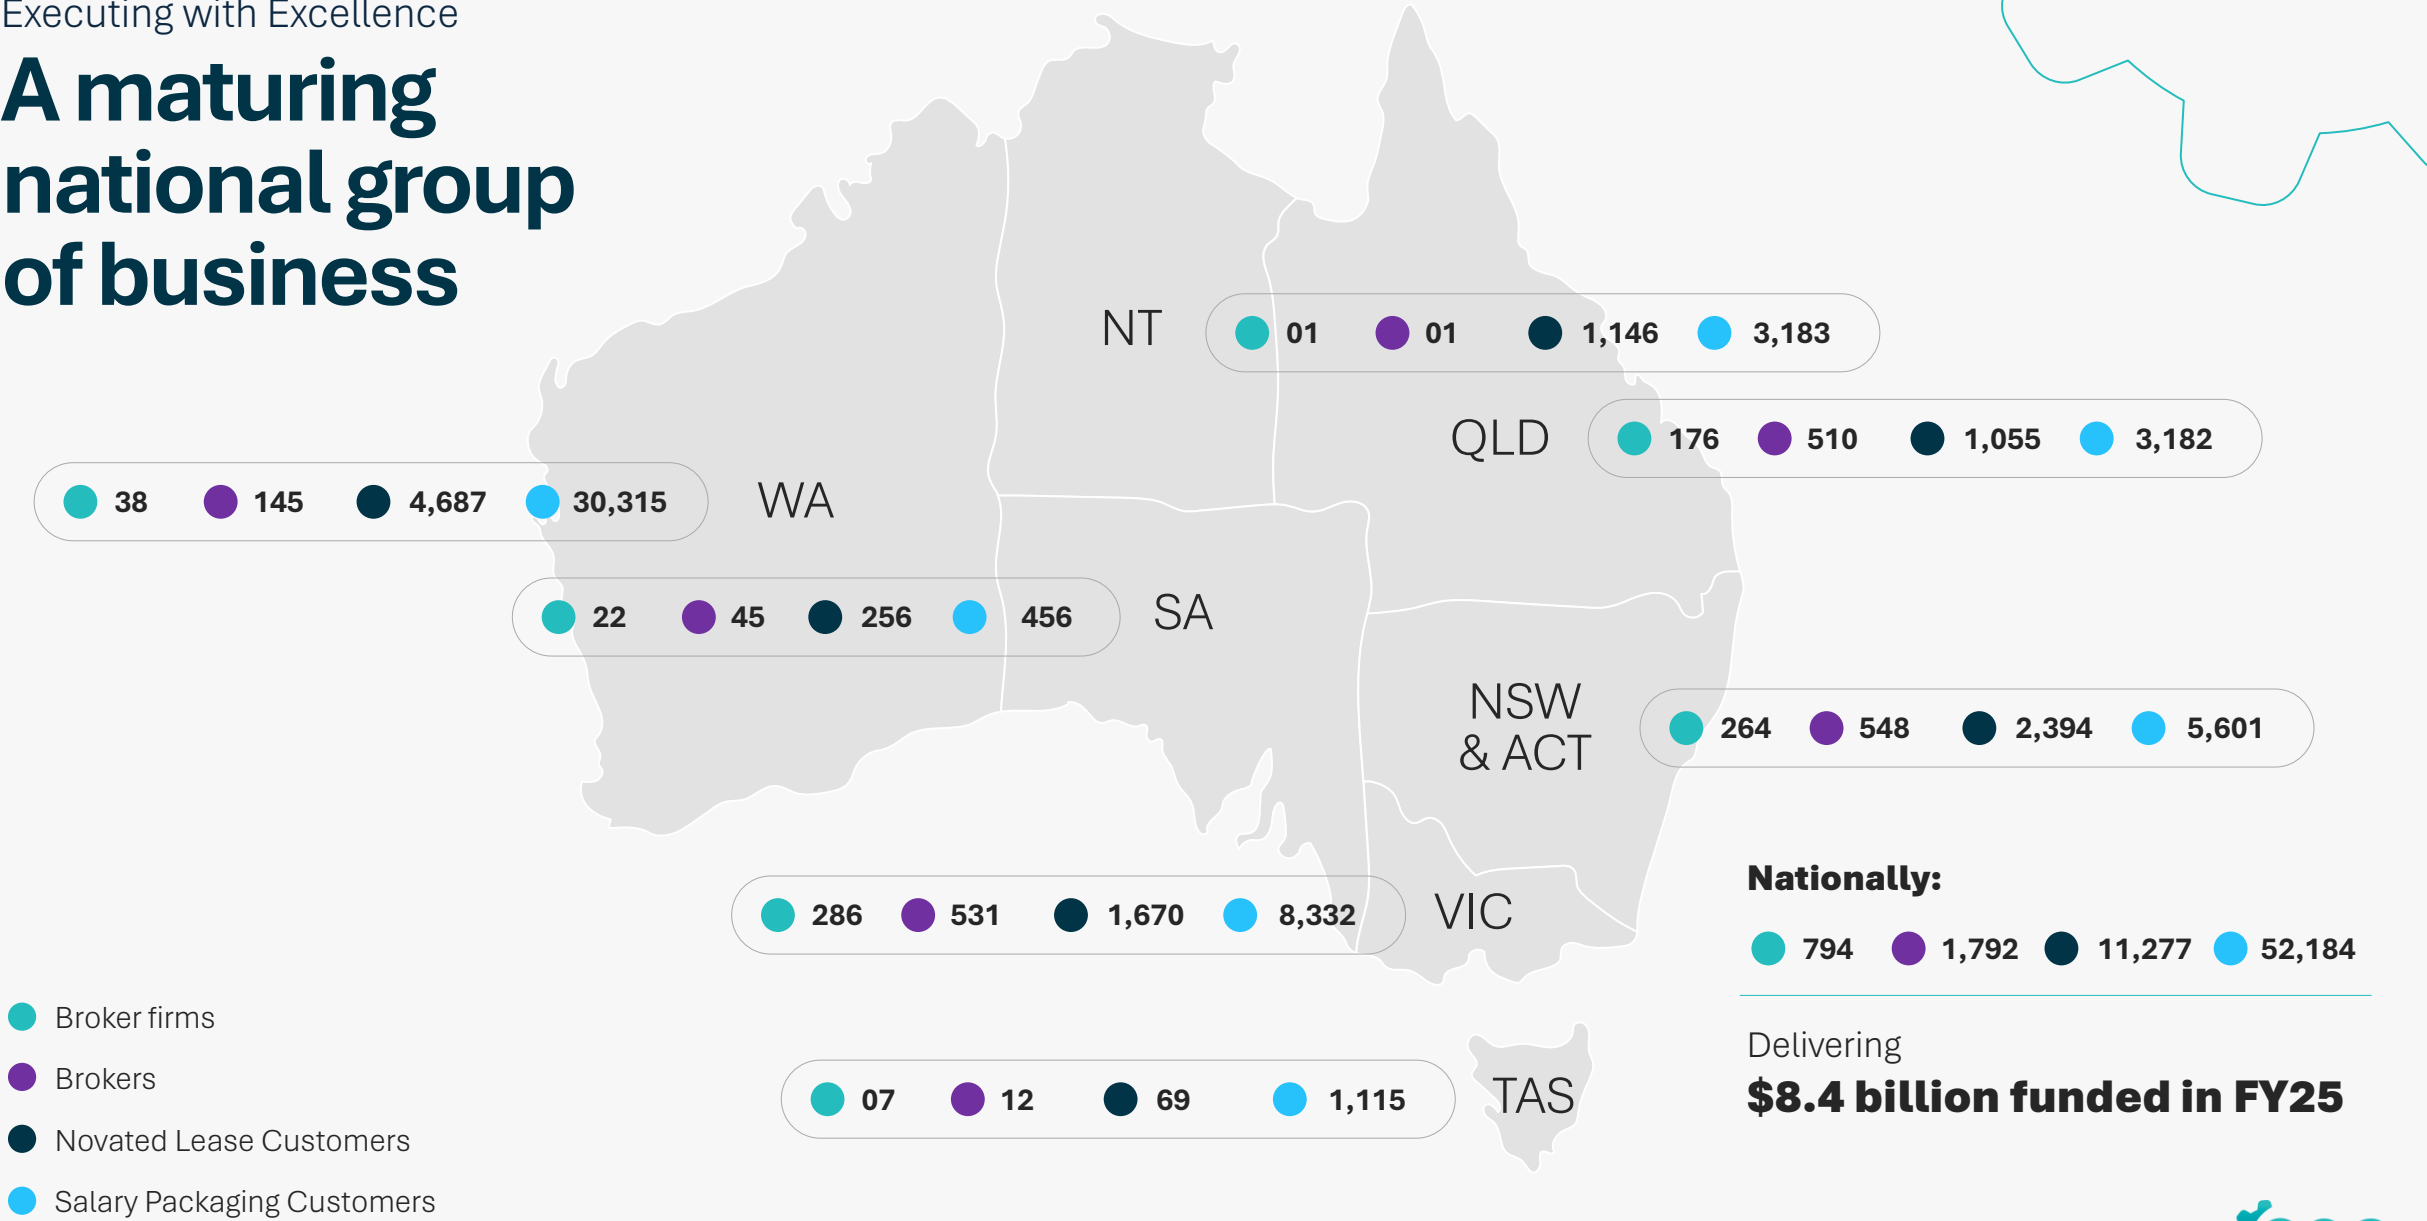 Executing with Excellence
A maturing
national group
of business
NT 01 01 1,146 3,183
QLD 176 510 1,055 3,182
38 145 4,687 30,315 WA
22 45 256 456 SA
NSW
& ACT
264 548 2,394 5,601
286 531 1,670 8,332 VIC
07 12 69 1,115 TAS
Nationally:
794 1,792 11,277 52,184
Delivering
$8.4 billion funded in FY25
Broker firms
Brokers
Novated Lease Customers
Salary Packaging Customers